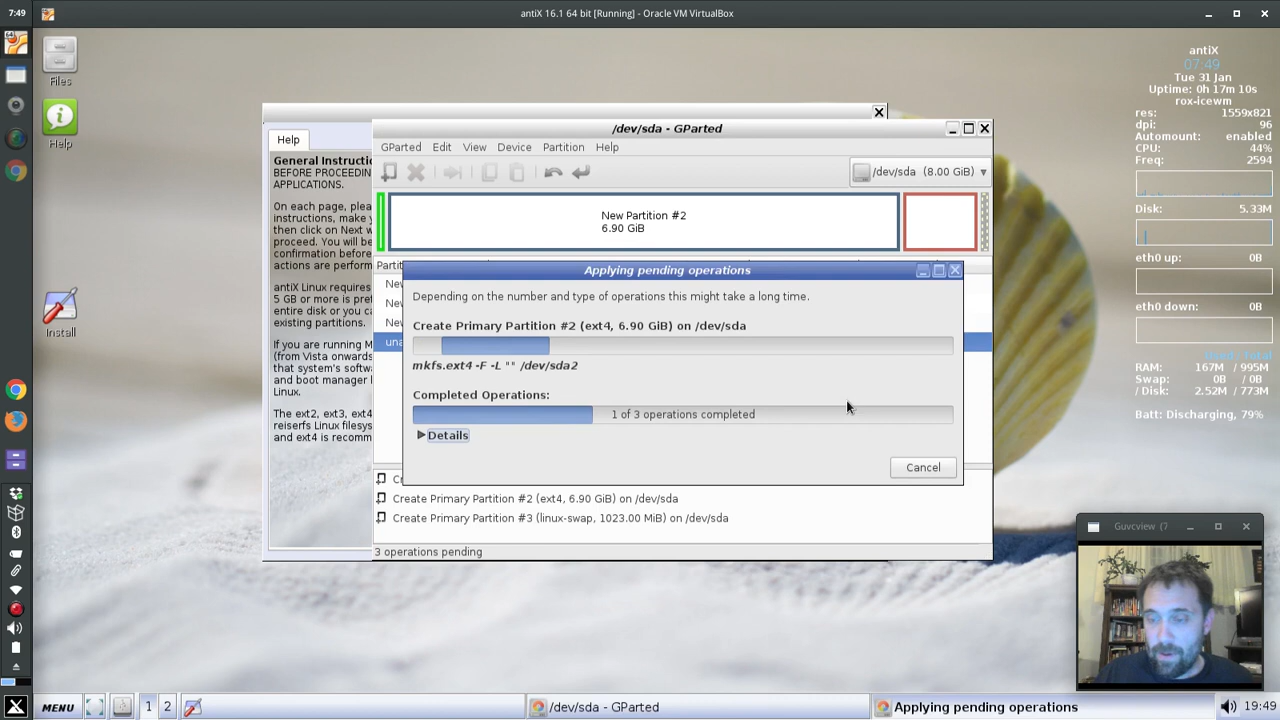 7:49
antiX 16.1 64 bit [Running] - Oracle VM VirtualBox
Files
Help
Install
Help
General Instructi
BEFORE PROCEEDIN
APPLICATIONS.
On each page, plea
instructions, make y
then click on Next w
proceed. You will be
confirmation before
actions are perform
antiX Linux requires
5 GB or more is pref
entire disk or you ca
existing partitions.
If you are running M
(from Vista onwards
that system's softw
and boot manager l
Linux.
The ext2, ext3, ext4
reiserfs Linux filesys
and ext4 is recomm
/dev/sda - GParted
GParted Edit View Device Partition Help
/dev/sda (8.00 GiB)
New Partition #2
6.90 GiB
Partit
New
New
New
una
Applying pending operations
Depending on the number and type of operations this might take a long time.
Create Primary Partition #2 (ext4, 6.90 GiB) on /dev/sda
mkfs.ext4 -F -L "" /dev/sda2
Completed Operations:
1 of 3 operations completed
Details
Cancel
Cr
Create Primary Partition #2 (ext4, 6.90 GiB) on /dev/sda
Create Primary Partition #3 (linux-swap, 1023.00 MiB) on /dev/sda
3 operations pending
antiX
07:49
Tue 31 Jan
Uptime: 0h 17m 10s
rox-icewm
res: 1559x821
dpi: 96
Automount: enabled
CPU: 44%
Freq: 2594
Disk: 5.33M
eth0 up: 0B
eth0 down: 0B
Used Total
RAM: 167M / 995M
Swap: 0B / 0B
/ Disk: 2.52M / 773M
Batt: Discharging, 79%
Guvcview (?
MENU 1 2
/dev/sda - GParted
Applying pending operations
19:49